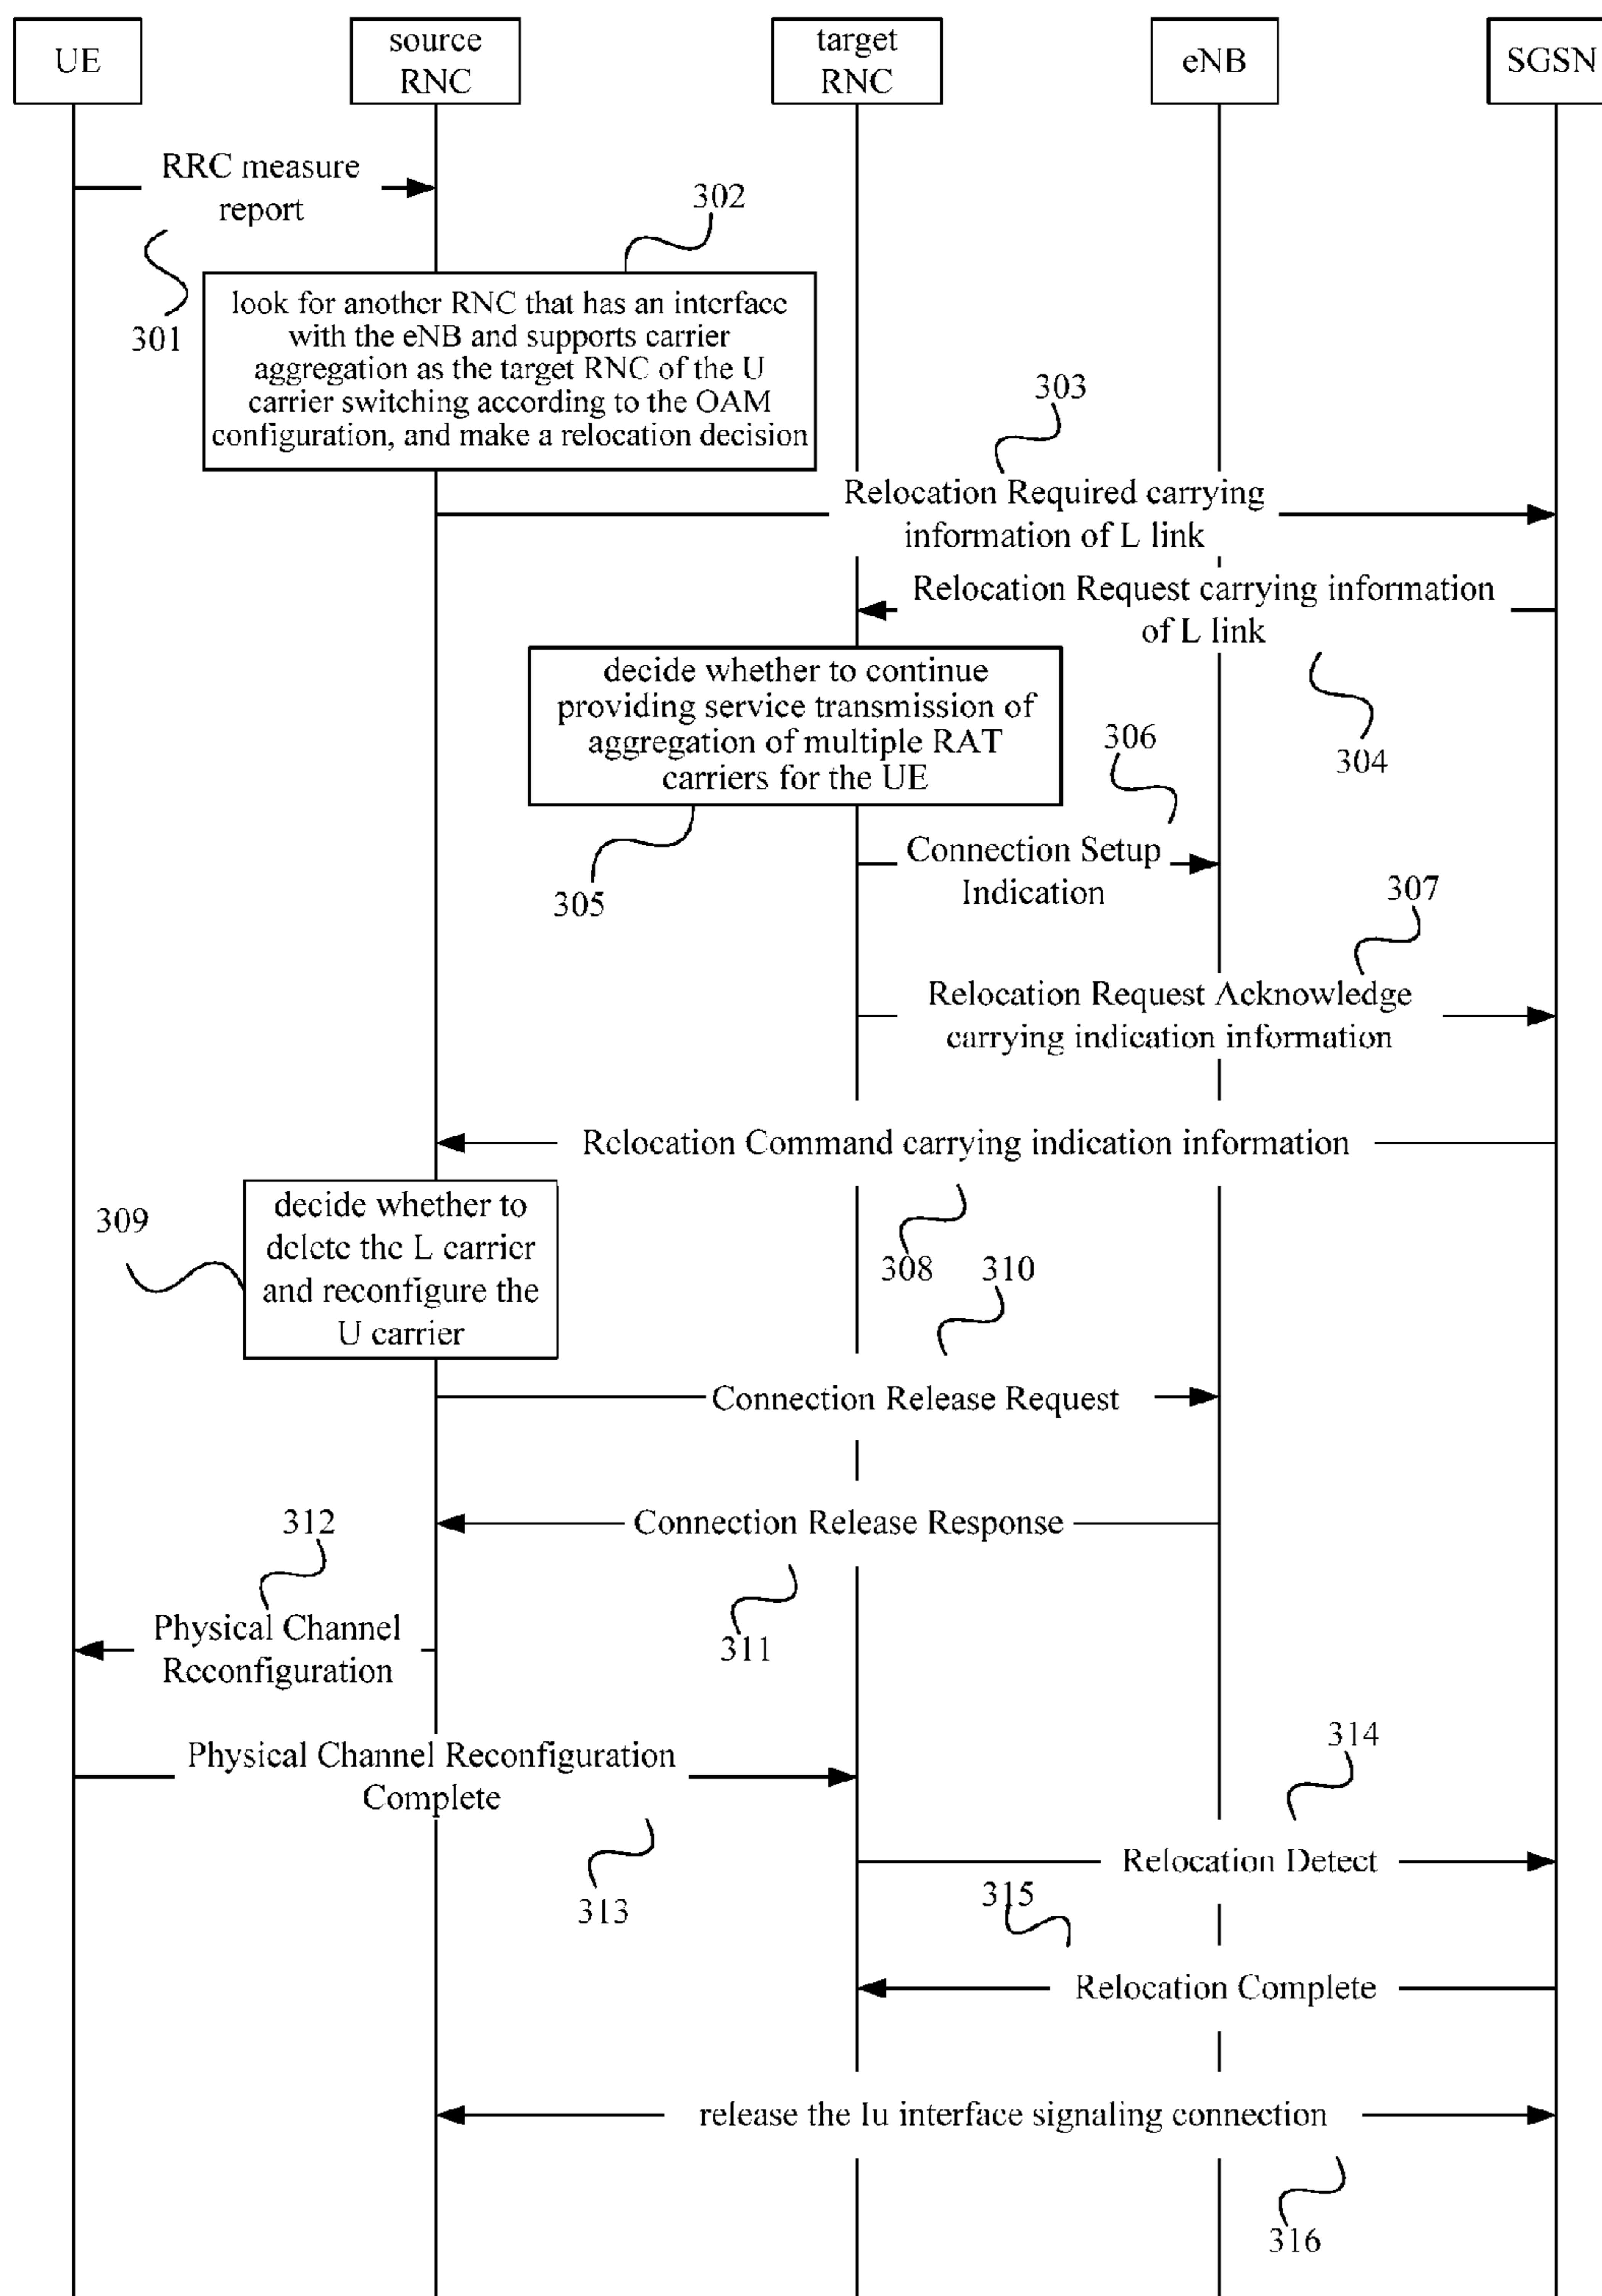 UE
source
RNC
target
RNC
eNB
SGSN
RRC measure
report
301
302
look for another RNC that has an interface
with the eNB and supports carrier
aggregation as the target RNC of the U
carrier switching according to the OAM
configuration, and make a relocation decision
303
Relocation Required carrying
information of L link
Relocation Request carrying information
of L link
304
decide whether to continue
providing service transmission of
aggregation of multiple RAT
carriers for the UE
305
306
Connection Setup
Indication
307
Relocation Request Acknowledge
carrying indication information
Relocation Command carrying indication information
308
309
decide whether to
delete the L carrier
and reconfigure the
U carrier
310
Connection Release Request
Connection Release Response
311
312
Physical Channel
Reconfiguration
Physical Channel Reconfiguration
Complete
313
314
Relocation Detect
315
Relocation Complete
release the Iu interface signaling connection
316